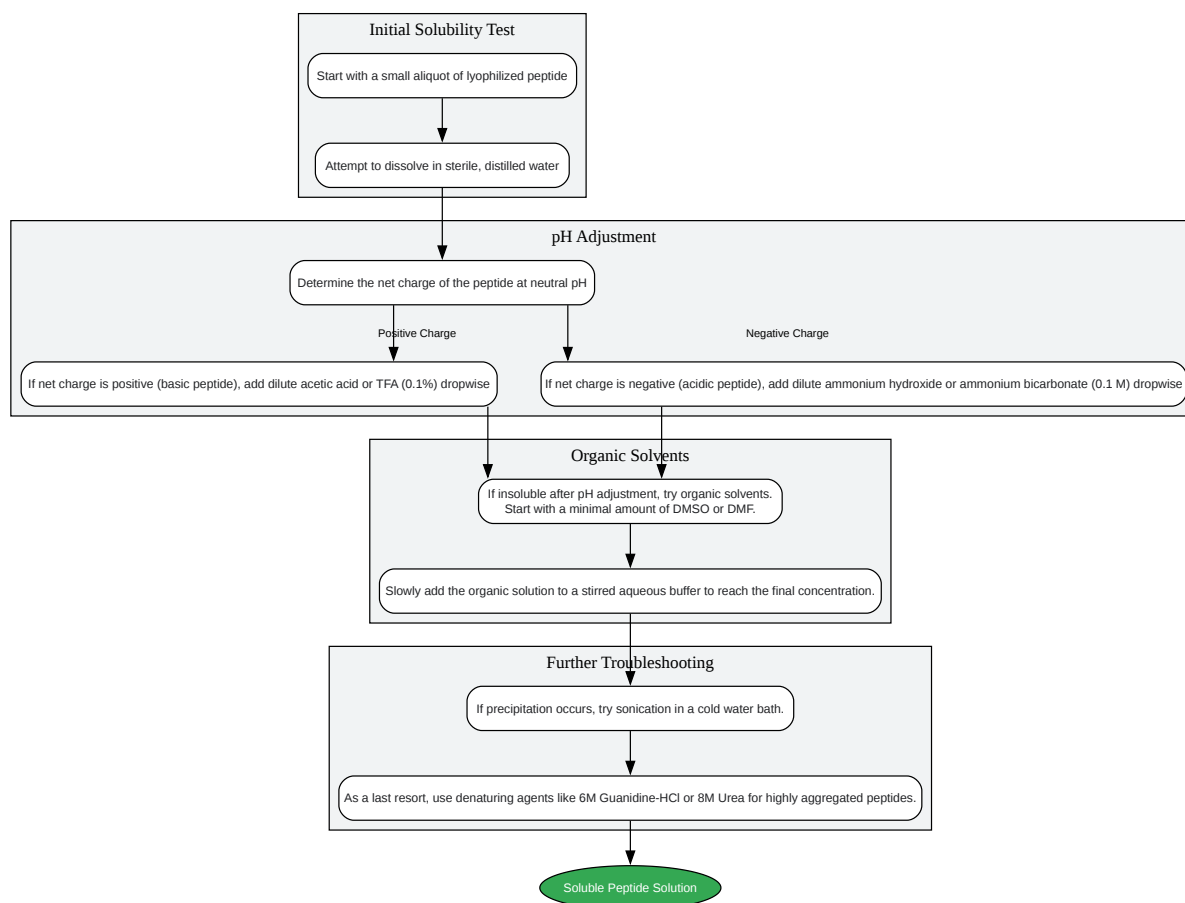 Initial Solubility Test
Start with a small aliquot of lyophilized peptide
Attempt to dissolve in sterile, distilled water
pH Adjustment
Determine the net charge of the peptide at neutral pH
Positive Charge
Negative Charge
If net charge is positive (basic peptide), add dilute acetic acid or TFA (0.1%) dropwise
If net charge is negative (acidic peptide), add dilute ammonium hydroxide or ammonium bicarbonate (0.1 M) dropwise
Organic Solvents
If insoluble after pH adjustment, try organic solvents.
Start with a minimal amount of DMSO or DMF.
Slowly add the organic solution to a stirred aqueous buffer to reach the final concentration.
Further Troubleshooting
If precipitation occurs, try sonication in a cold water bath.
As a last resort, use denaturing agents like 6M Guanidine-HCl or 8M Urea for highly aggregated peptides.
Soluble Peptide Solution